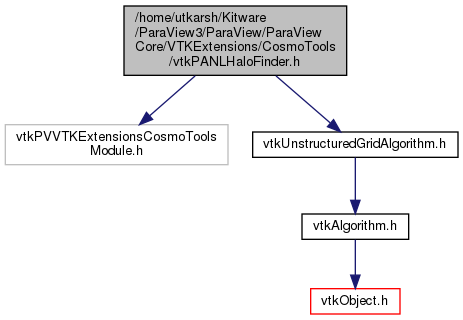 /home/utkarsh/Kitware
/ParaView3/ParaView/ParaView
Core/VTKExtensions/CosmoTools
/vtkPANLHaloFinder.h
vtkPVVTKExtensionsCosmoTools
Module.h
vtkUnstructuredGridAlgorithm.h
vtkAlgorithm.h
vtkObject.h